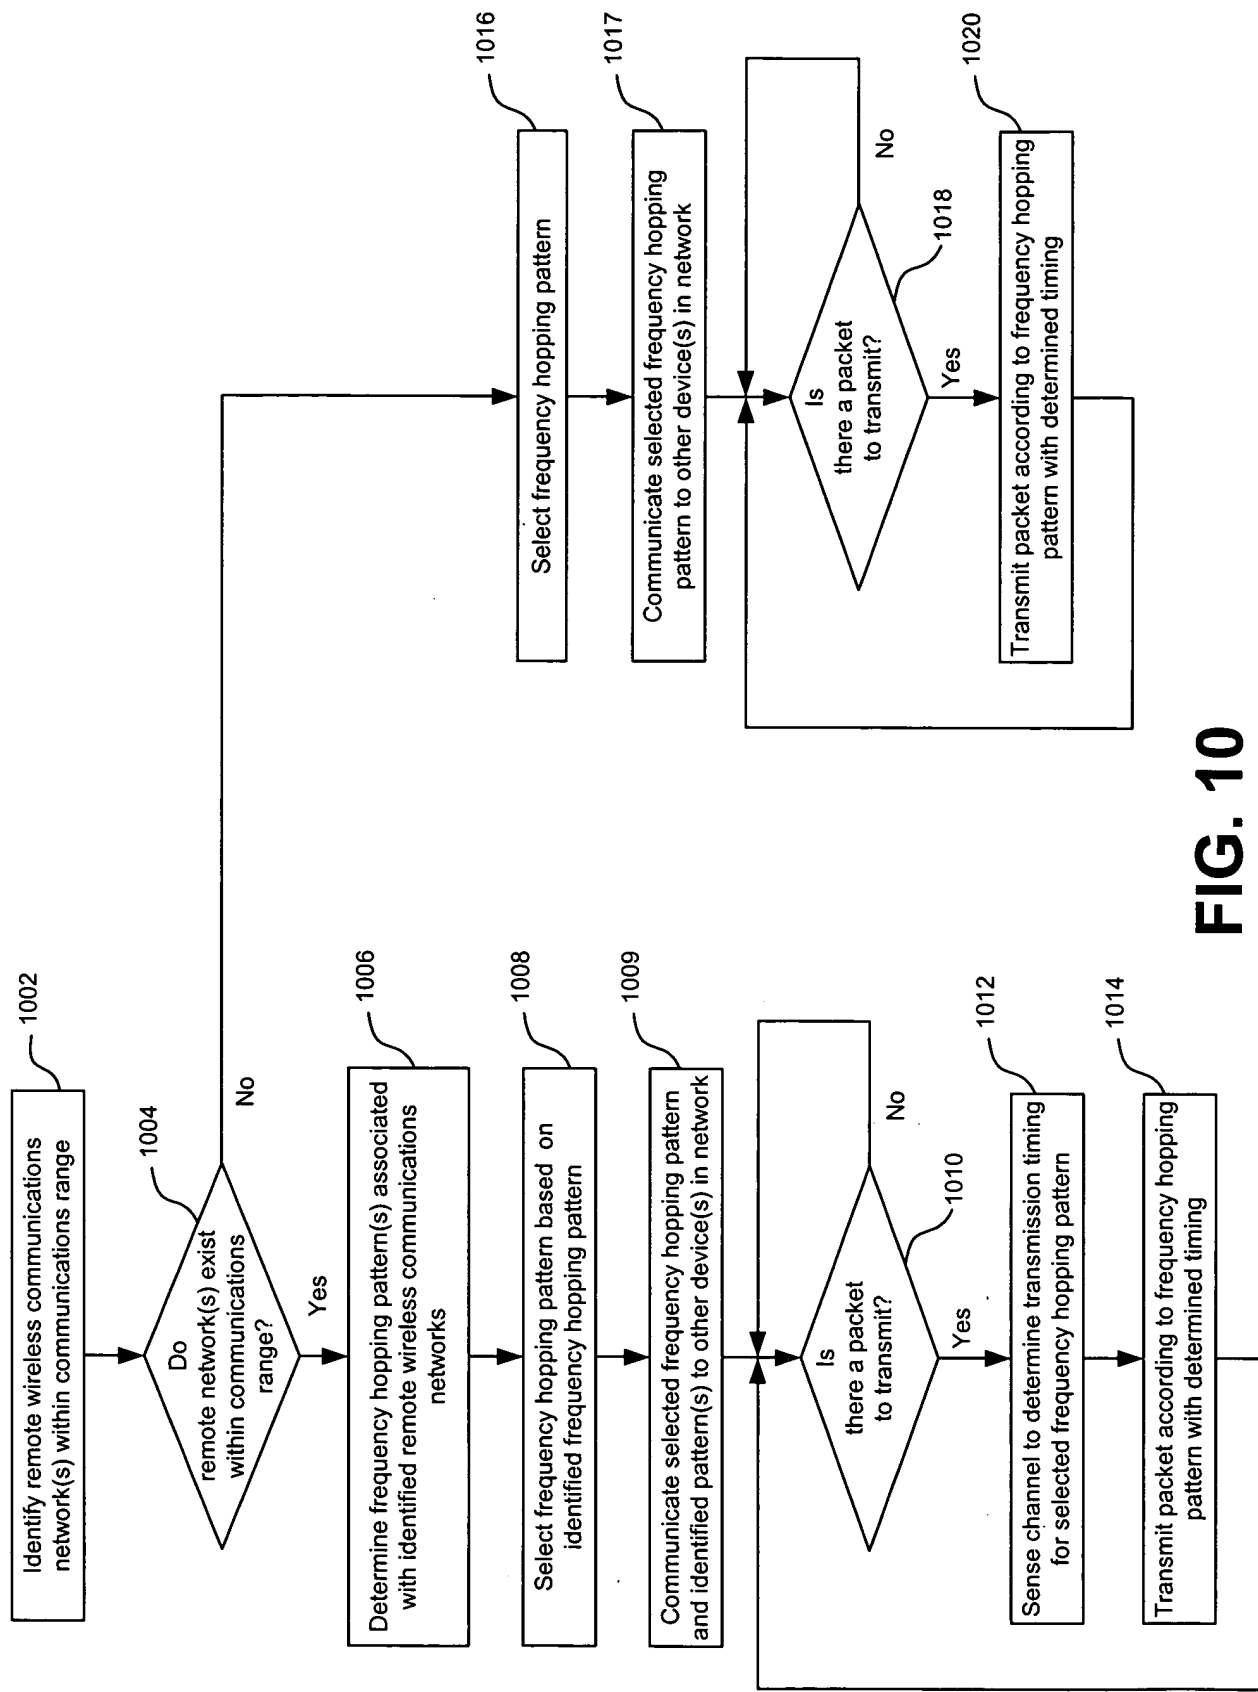 Identify remote wireless communications
network(s) within communications range
1002
Do
remote network(s) exist
within communications
range?
1004
No
Yes
Determine frequency hopping pattern(s) associated
with identified remote wireless communications
networks
1006
Select frequency hopping pattern based on
identified frequency hopping pattern
1008
Communicate selected frequency hopping pattern
and identified pattern(s) to other device(s) in network
1009
Is
there a packet
to transmit?
1010
No
Yes
Sense channel to determine transmission timing
for selected frequency hopping pattern
1012
Transmit packet according to frequency hopping
pattern with determined timing
1014
Select frequency hopping pattern
1016
Communicate selected frequency hopping
pattern to other device(s) in network
1017
Is
there a packet
to transmit?
1018
No
Yes
Transmit packet according to frequency hopping
pattern with determined timing
1020
FIG. 10